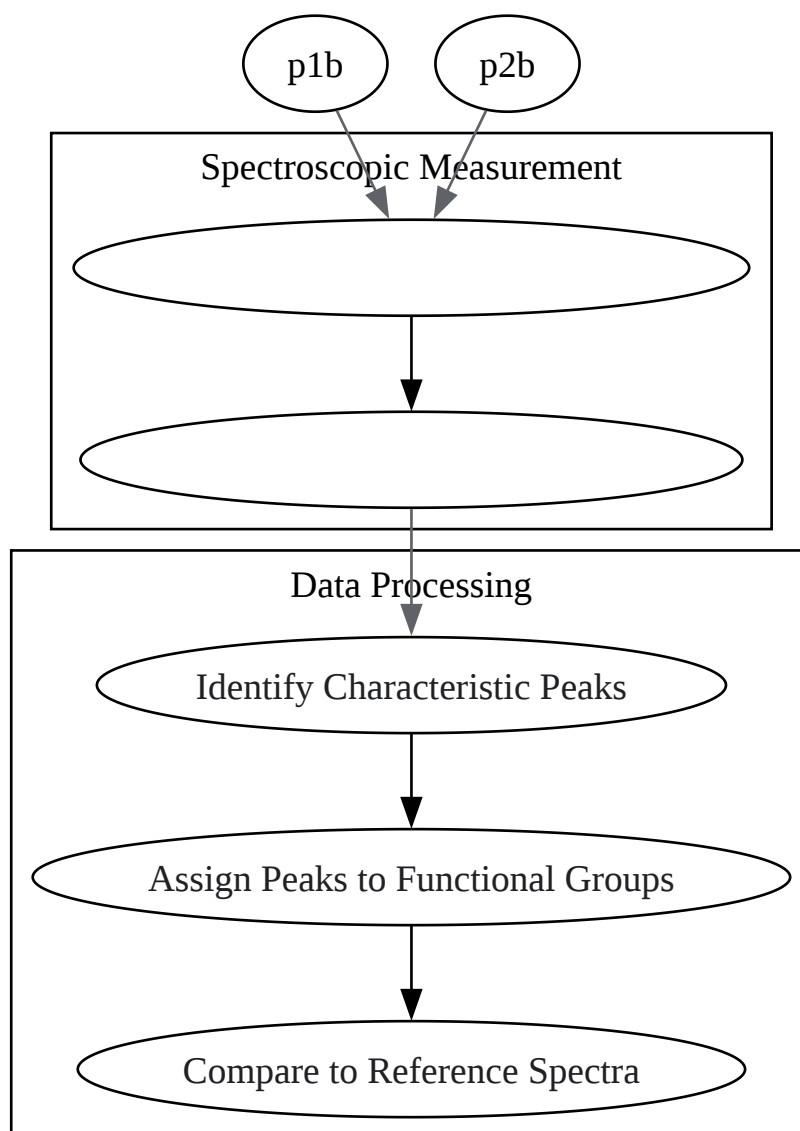 p1b
p2b
Spectroscopic Measurement
Data Processing
Identify Characteristic Peaks
Assign Peaks to Functional Groups
Compare to Reference Spectra